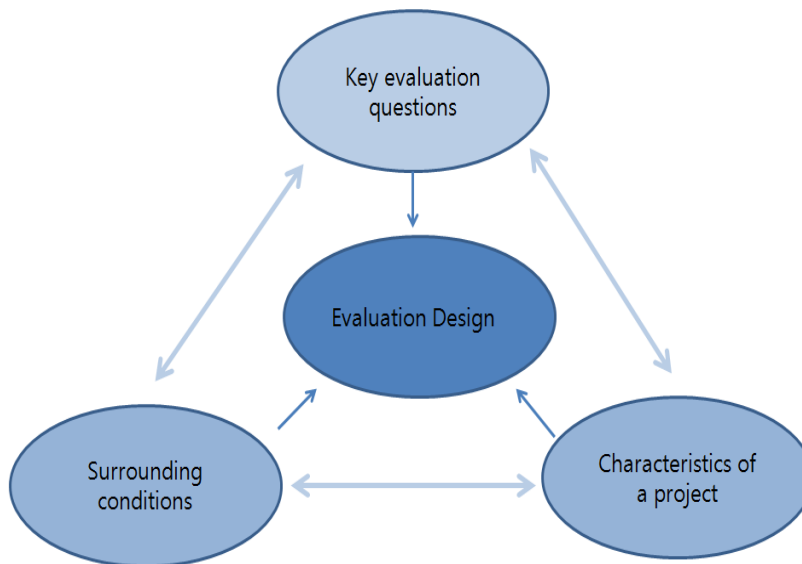 Key evaluation
questions
Evaluation Design
Surrounding
conditions
Characteristics of
a project